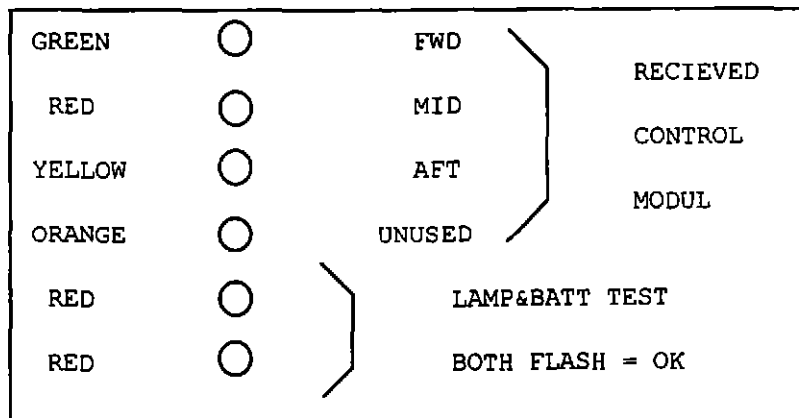 GREEN FWD
RECIEVED
RED MID
CONTROL
YELLOW AFT
MODUL
ORANGE UNUSED
RED LAMP&BATT TEST
RED BOTH FLASH = OK